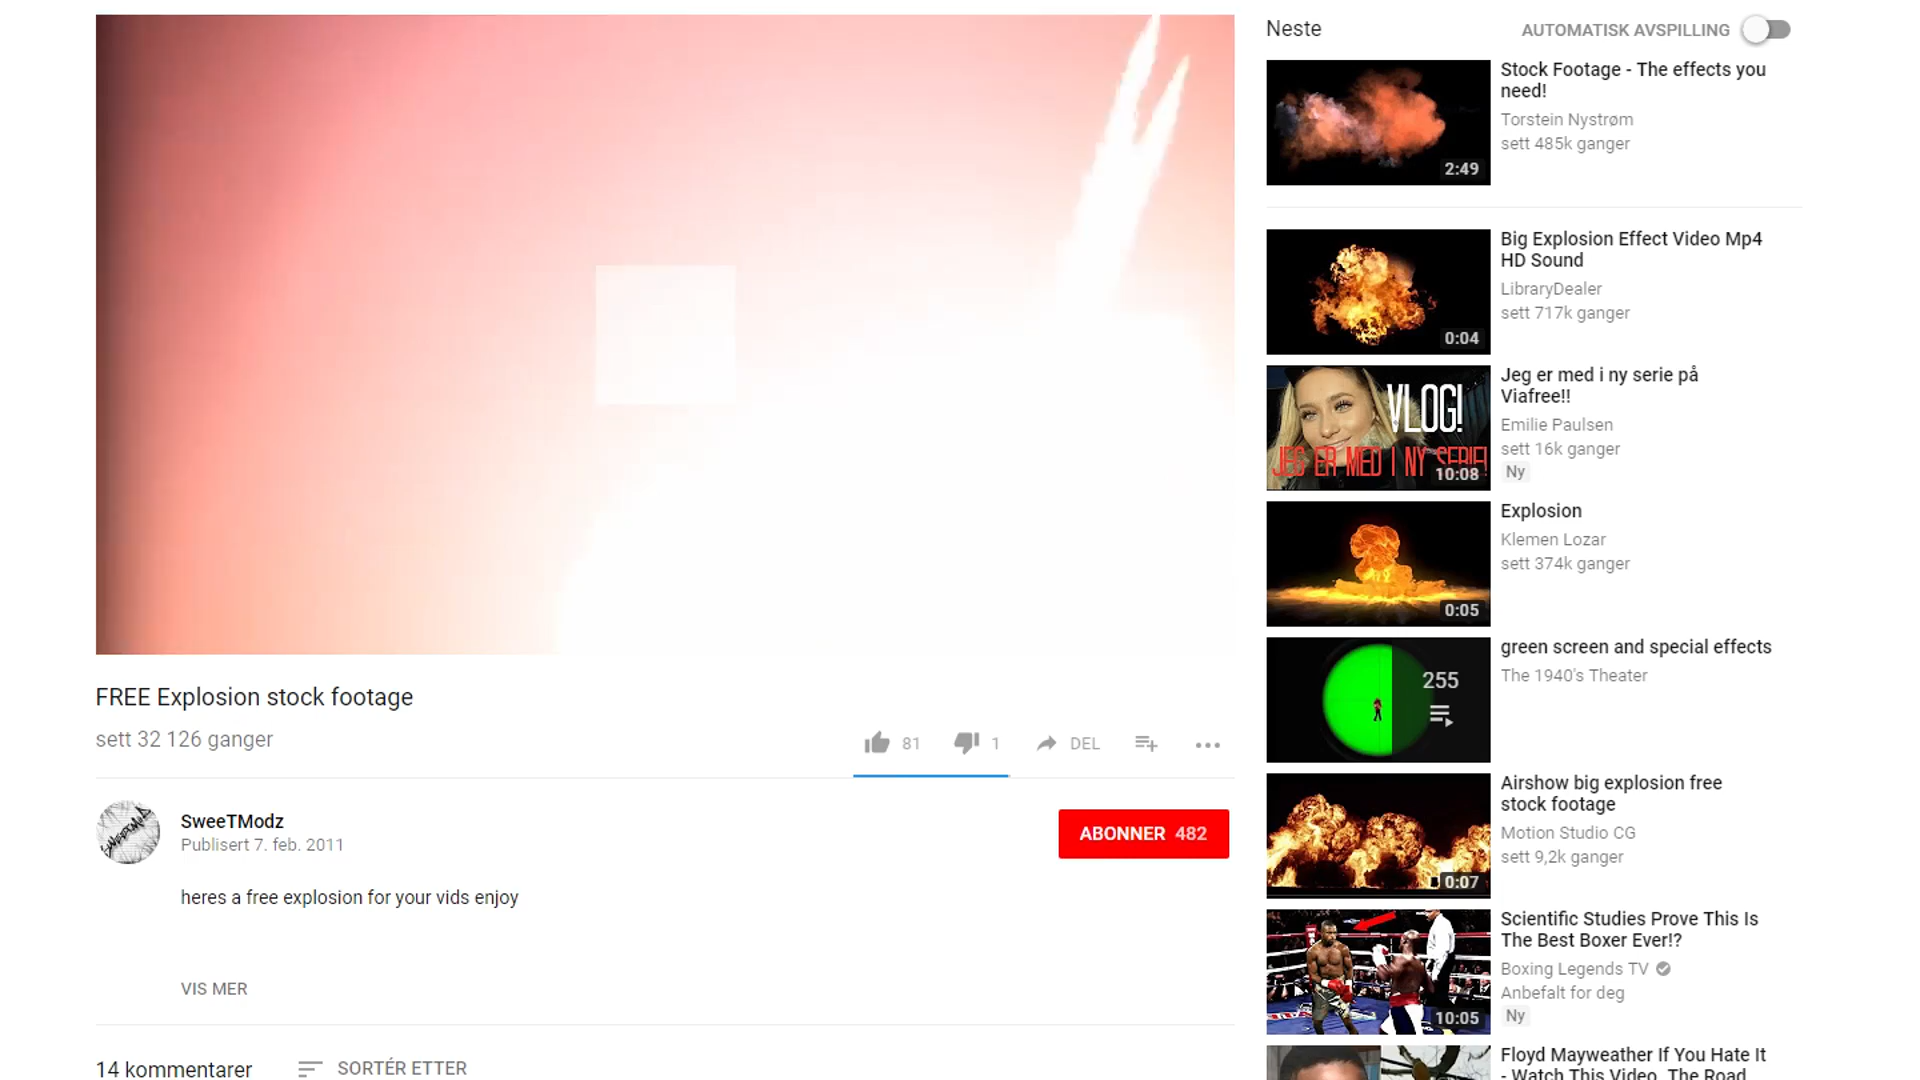 FREE Explosion stock footage
sett 32 126 ganger
81
1
DEL
SweeTModz
Publisert 7. feb. 2011
ABONNER 482
heres a free explosion for your vids enjoy
VIS MER
14 kommentarer
SORTÉR ETTER
Neste
AUTOMATISK AVSPILLING
2:49
Stock Footage - The effects you
need!
Torstein Nystrøm
sett 485k ganger
0:04
Big Explosion Effect Video Mp4
HD Sound
LibraryDealer
sett 717k ganger
VLOG!
JEG ER MED I NY SERIE!
10:08
Jeg er med i ny serie på
Viafree!!
Emilie Paulsen
sett 16k ganger
Ny
0:05
Explosion
Klemen Lozar
sett 374k ganger
255
green screen and special effects
The 1940's Theater
0:07
Airshow big explosion free
stock footage
Motion Studio CG
sett 9,2k ganger
10:05
Scientific Studies Prove This Is
The Best Boxer Ever!?
Boxing Legends TV
Anbefalt for deg
Ny
Floyd Mayweather If You Hate It
- Watch This Video. The Road